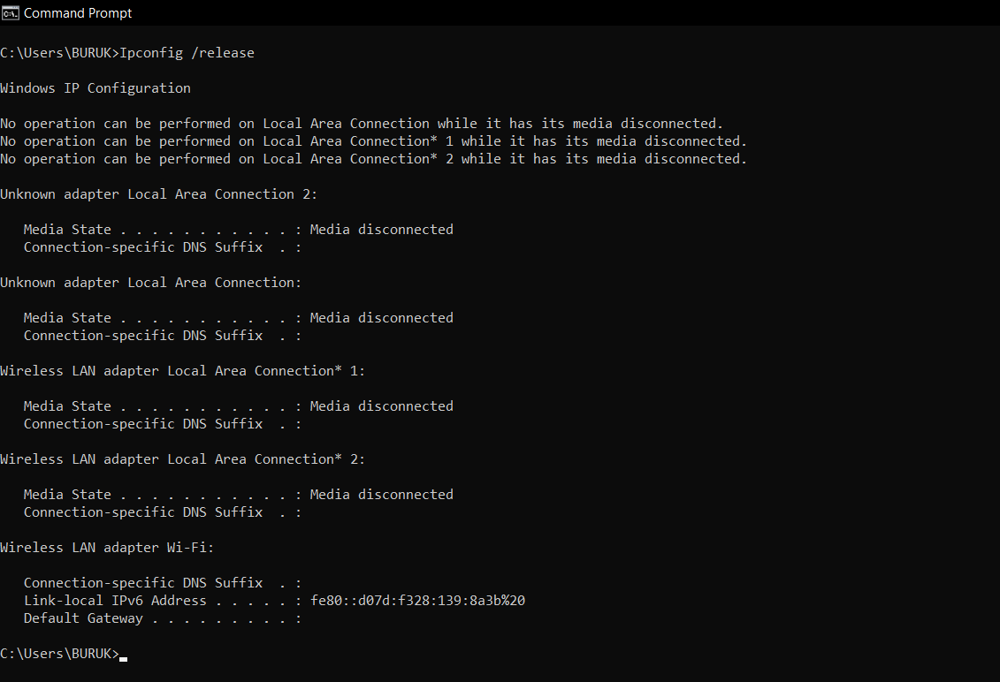 Command Prompt
C:\Users\BURUK>Ipconfig /release
Windows IP Configuration
No operation can be performed on Local Area Connection while it has its media disconnected.
No operation can be performed on Local Area Connection* 1 while it has its media disconnected.
No operation can be performed on Local Area Connection* 2 while it has its media disconnected.
Unknown adapter Local Area Connection 2:
Media State . . . . . . . . . . . : Media disconnected
Connection-specific DNS Suffix  . :
Unknown adapter Local Area Connection:
Media State . . . . . . . . . . . : Media disconnected
Connection-specific DNS Suffix  . :
Wireless LAN adapter Local Area Connection* 1:
Media State . . . . . . . . . . . : Media disconnected
Connection-specific DNS Suffix  . :
Wireless LAN adapter Local Area Connection* 2:
Media State . . . . . . . . . . . : Media disconnected
Connection-specific DNS Suffix  . :
Wireless LAN adapter Wi-Fi:
Connection-specific DNS Suffix  . :
Link-local IPv6 Address . . . . . : fe80::d07d:f328:139:8a3b%20
Default Gateway . . . . . . . . . :
C:\Users\BURUK>